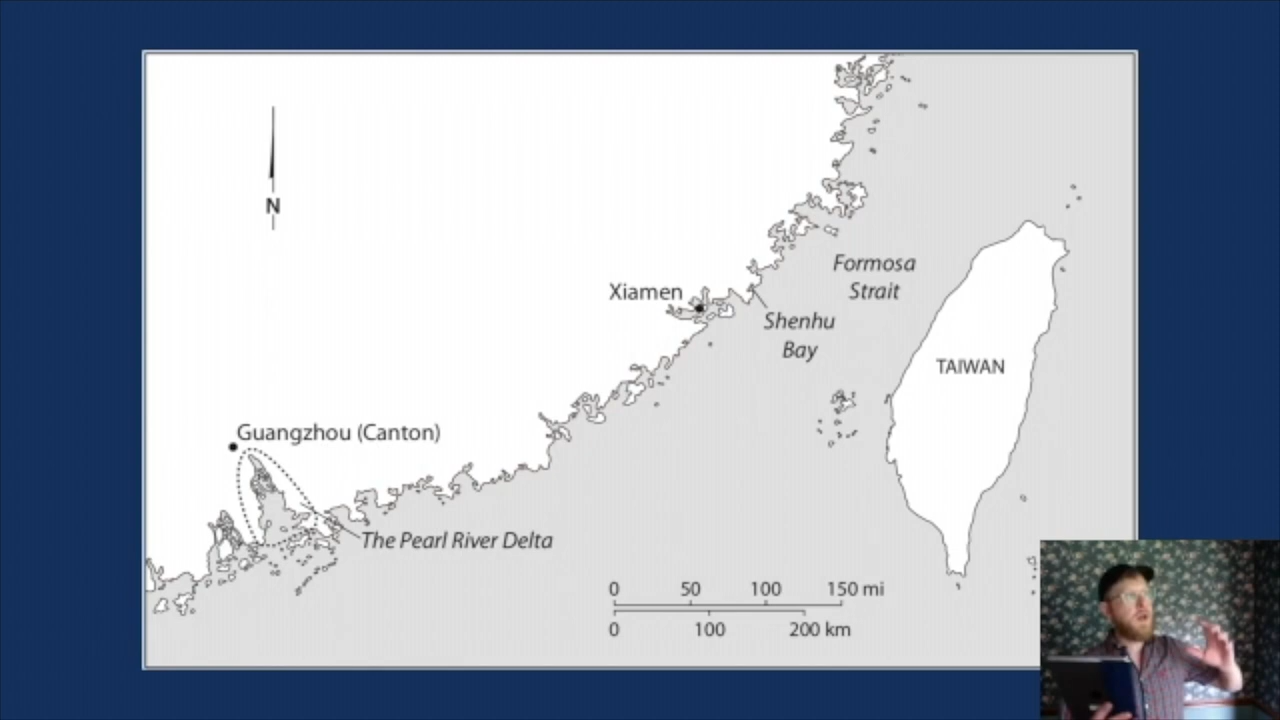 N
Formosa
Strait
Xiamen
Shenhu
Bay
TAIWAN
Guangzhou (Canton)
The Pearl River Delta
0 50 100 150 mi
0 100 200 km